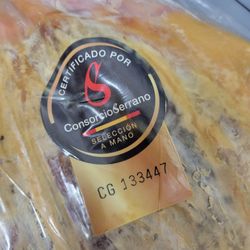 CERTIFICADO POR
S
ConsorcioSerrano
SELECCIÓN
A MANO
CG 133447